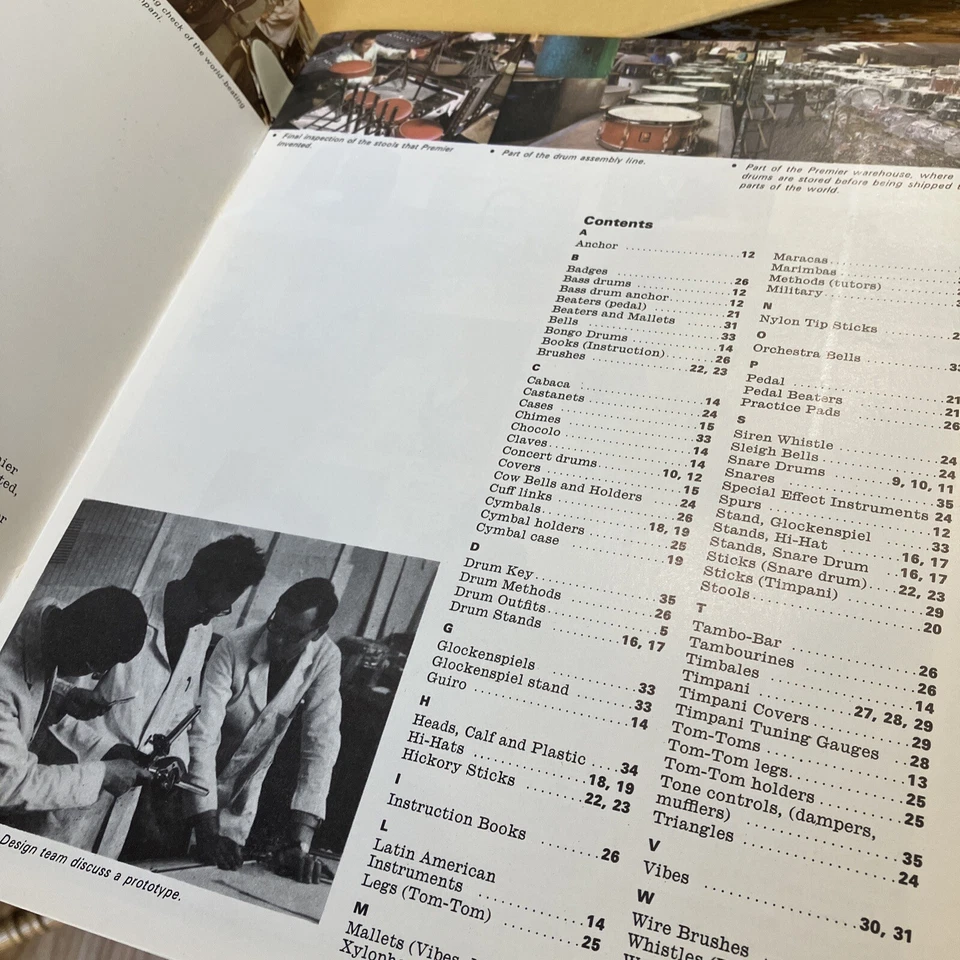 g check of the world-beating
mpani.
• Final inspection of the stools that Premier
invented.
• Part of the drum assembly line.
• Part of the Premier warehouse, where
drums are stored before being shipped
parts of the world.
Contents
A
Anchor ..... 12
B
Badges ..... 26
Bass drums ..... 12
Bass drum anchor ..... 12
Beaters (pedal) ..... 21
Beaters and Mallets ..... 31
Bells ..... 33
Bongo Drums ..... 14
Books (Instruction) ..... 26
Brushes ..... 22, 23
C
Cabaca ..... 14
Castanets ..... 24
Cases ..... 15
Chimes ..... 33
Chocolo ..... 14
Claves ..... 14
Concert drums ..... 10, 12
Covers ..... 15
Cow Bells and Holders ..... 24
Cuff links ..... 26
Cymbals ..... 18, 19
Cymbal holders ..... 25
Cymbal case ..... 19
D
Drum Key ..... 35
Drum Methods ..... 26
Drum Outfits ..... 5
Drum Stands ..... 16, 17
G
Glockenspiels ..... 33
Glockenspiel stand ..... 33
Guiro ..... 14
H
Heads, Calf and Plastic ..... 34
Hi-Hats ..... 18, 19
Hickory Sticks ..... 22, 23
I
Instruction Books ..... 26
L
Latin American
Instruments ..... 14
Legs (Tom-Tom) ..... 25
M
Mallets (Vibes,
Xyloph
Maracas
Marimbas
Methods (tutors)
Military
N
Nylon Tip Sticks
O
Orchestra Bells
P
Pedal ..... 21
Pedal Beaters ..... 21
Practice Pads ..... 26
S
Siren Whistle ..... 24
Sleigh Bells ..... 24
Snare Drums ..... 9, 10, 11
Snares ..... 35
Special Effect Instruments 24
Spurs ..... 12
Stand, Glockenspiel ..... 33
Stands, Hi-Hat ..... 16, 17
Stands, Snare Drum ..... 16, 17
Sticks (Snare drum) ..... 22, 23
Sticks (Timpani) ..... 29
Stools ..... 20
T
Tambo-Bar ..... 26
Tambourines ..... 26
Timbales ..... 14
Timpani ..... 27, 28, 29
Timpani Covers ..... 29
Timpani Tuning Gauges ..... 28
Tom-Toms ..... 13
Tom-Tom legs ..... 25
Tom-Tom holders ..... 25
Tone controls, (dampers,
mufflers) ..... 35
Triangles ..... 24
V
Vibes ..... 30, 31
W
Wire Brushes
Whistles
nier
ted,
er
Design team discuss a prototype.